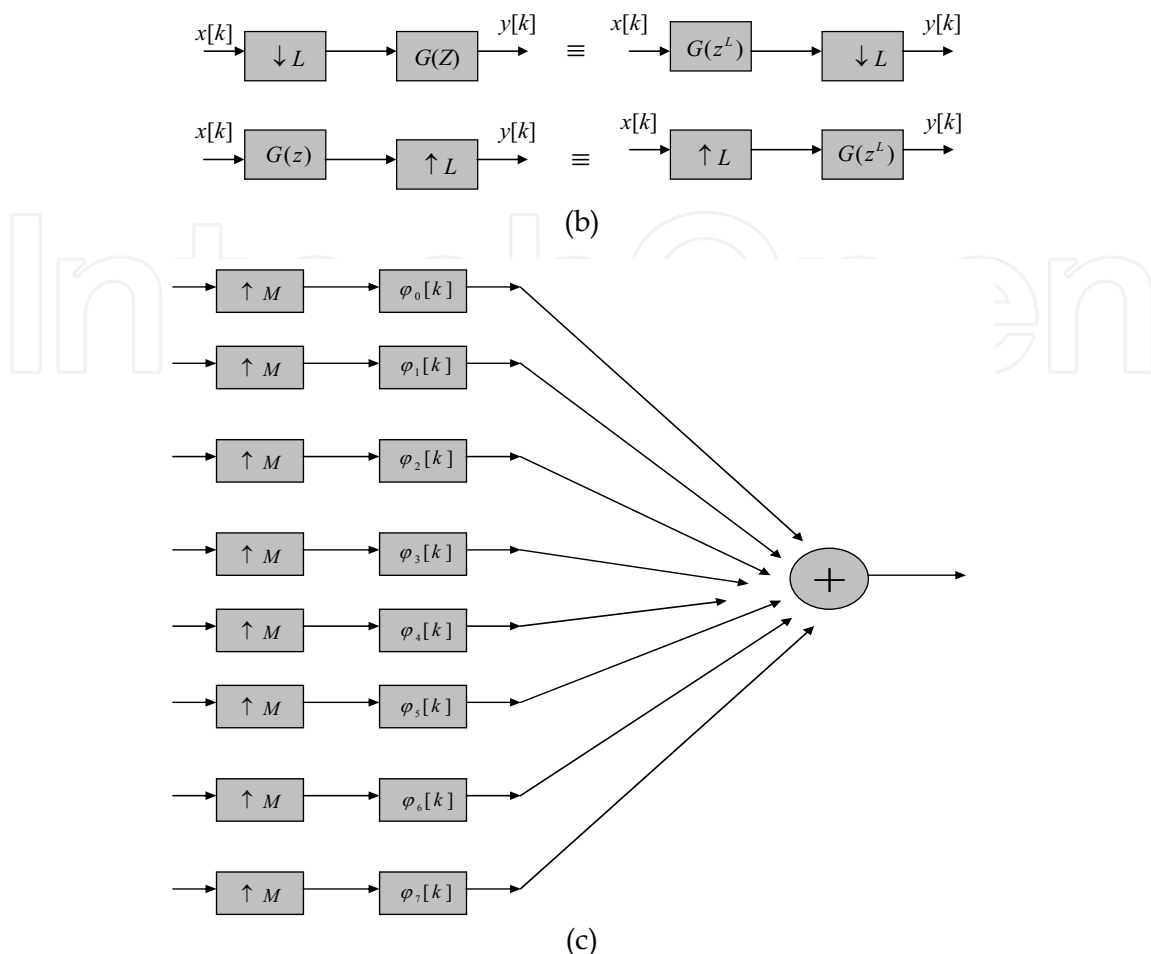 x[k] ↓ L G(Z) y[k] ≡ x[k] G(z^L) ↓ L y[k]
x[k] G(z) ↑ L y[k] ≡ x[k] ↑ L G(z^L) y[k]
(b)
↑ M φ₀[k]
↑ M φ₁[k]
↑ M φ₂[k]
↑ M φ₃[k]
+
↑ M φ₄[k]
↑ M φ₅[k]
↑ M φ₆[k]
↑ M φ₇[k]
(c)